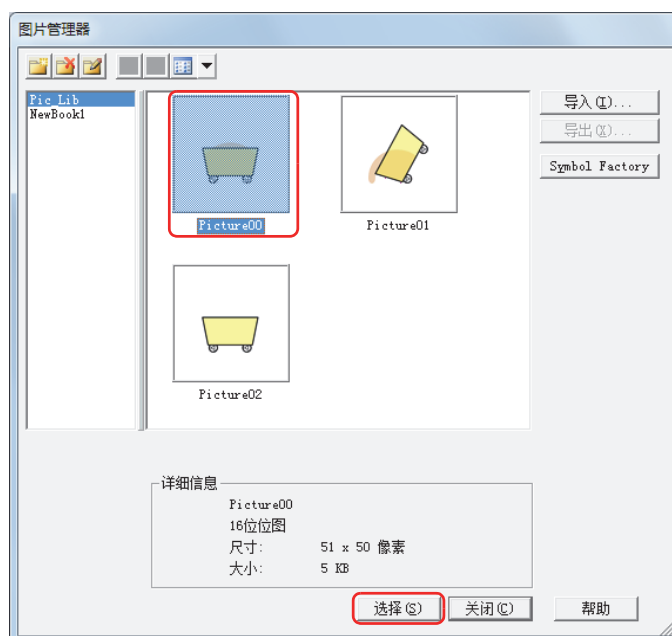 图片管理器
Pic_Lib
NewBook1
Picture00
Picture01
Picture02
导入(I)...
导出(X)...
Symbol Factory
详细信息
Picture00
16位位图
尺寸: 51 x 50 像素
大小: 5 KB
选择(S)
关闭(C)
帮助